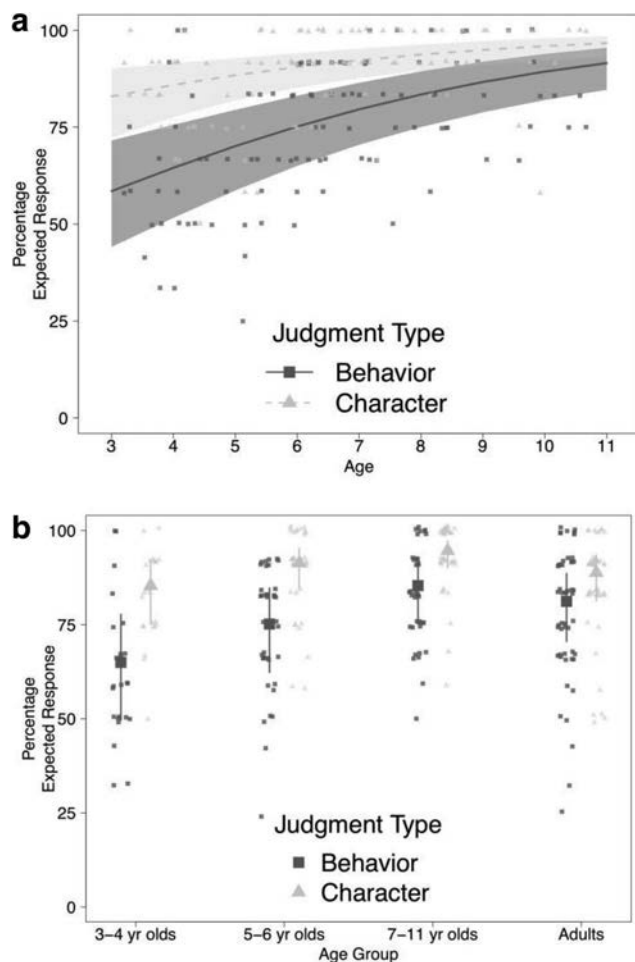 a
100
75
50
25
0
Percentage
Expected Response
Judgment Type
Behavior
Character
3 4 5 6 7 8 9 10 11
Age
b
100
75
50
25
0
Percentage
Expected Response
Judgment Type
Behavior
Character
3–4 yr olds 5–6 yr olds 7–11 yr olds Adults
Age Group